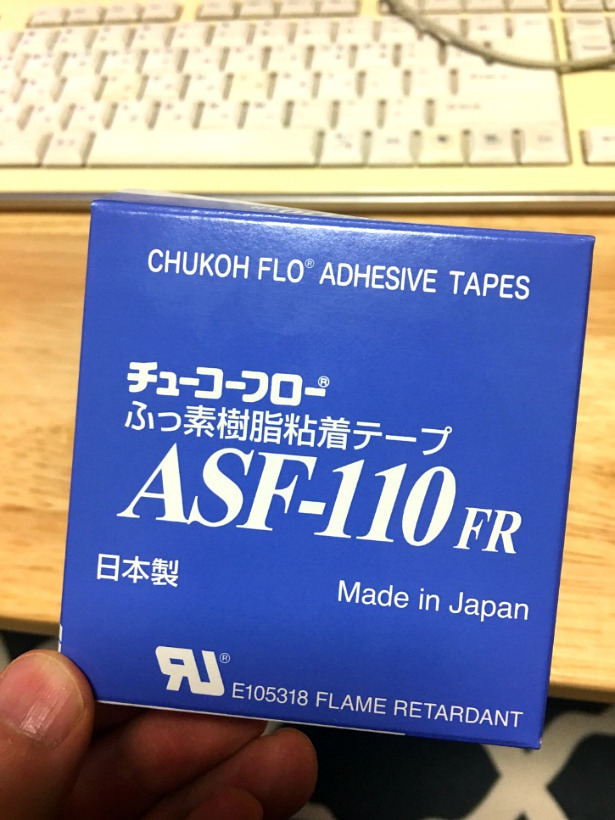 CHUKOH FLO® ADHESIVE TAPES
チューコーフロー®
ふっ素樹脂粘着テープ
ASF-110 FR
日本製
Made in Japan
RU® E105318 FLAME RETARDANT